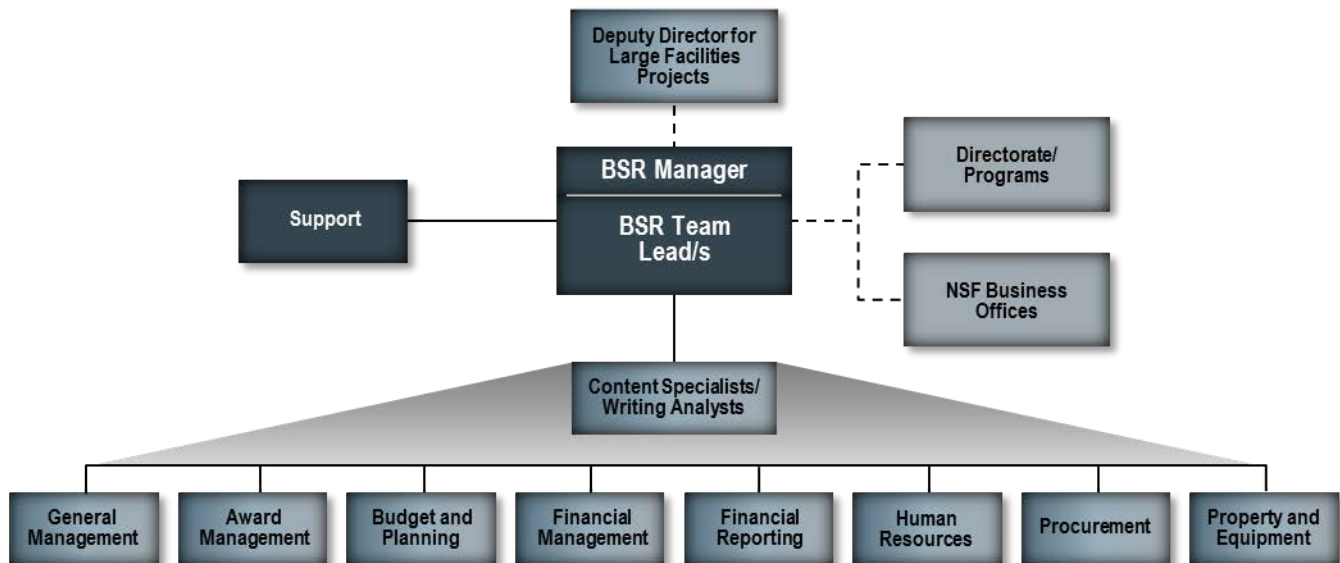 Deputy Director for
Large Facilities
Projects
BSR Manager
BSR Team
Lead/s
Support
Directorate/
Programs
NSF Business
Offices
Content Specialists/
Writing Analysts
General
Management
Award
Management
Budget and
Planning
Financial
Management
Financial
Reporting
Human
Resources
Procurement
Property and
Equipment